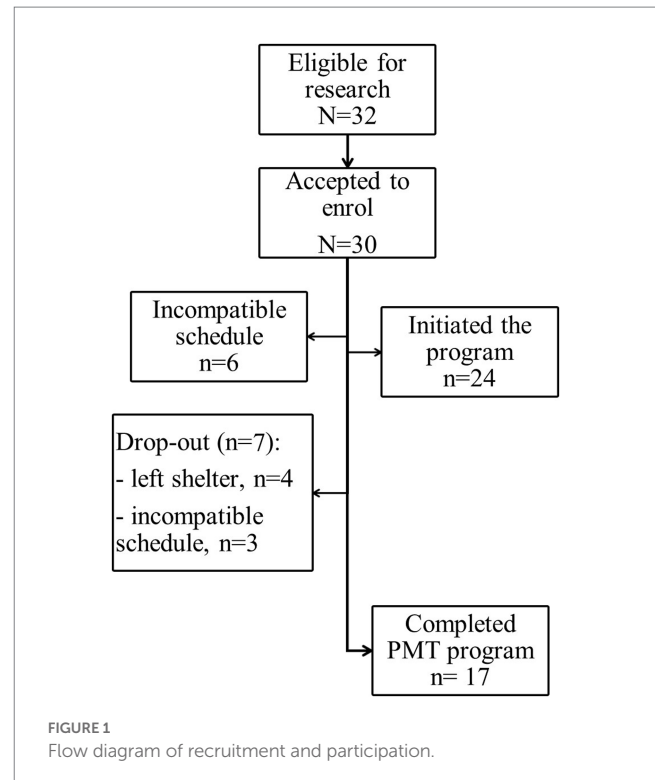 Eligible for
research
N=32
Accepted to
enrol
N=30
Incompatible
schedule
n=6
Initiated the
program
n=24
Drop-out (n=7):
- left shelter, n=4
- incompatible
schedule, n=3
Completed
PMT program
n= 17
FIGURE 1
Flow diagram of recruitment and participation.